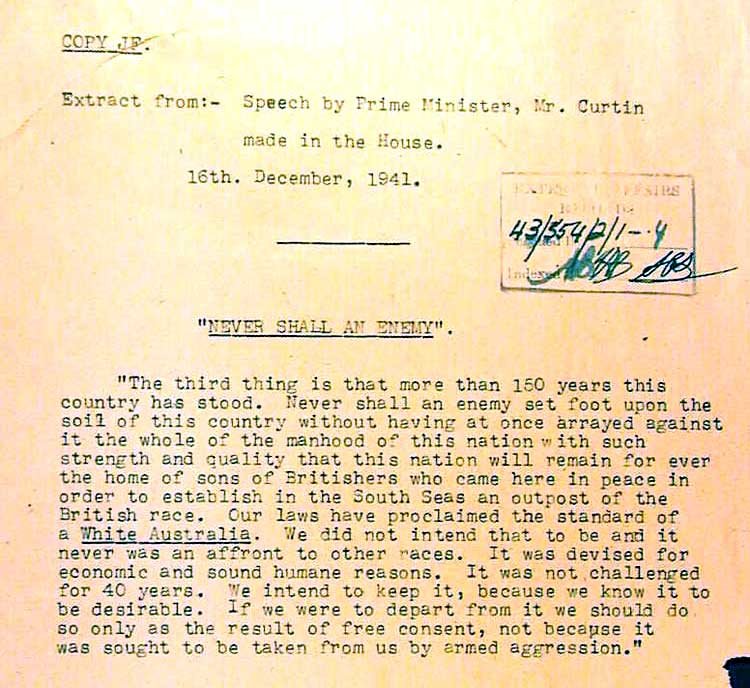 COPY JF.
Extract from:- Speech by Prime Minister, Mr. Curtin
made in the House.
16th. December, 1941.
43/554/2/1-4
Indexed
"NEVER SHALL AN ENEMY".
"The third thing is that more than 150 years this
country has stood. Never shall an enemy set foot upon the
soil of this country without having at once arrayed against
it the whole of the manhood of this nation with such
strength and quality that this nation will remain for ever
the home of sons of Britishers who came here in peace in
order to establish in the South Seas an outpost of the
British race. Our laws have proclaimed the standard of
a White Australia. We did not intend that to be and it
never was an affront to other races. It was devised for
economic and sound humane reasons. It was not challenged
for 40 years. We intend to keep it, because we know it to
be desirable. If we were to depart from it we should do
so only as the result of free consent, not because it
was sought to be taken from us by armed aggression."